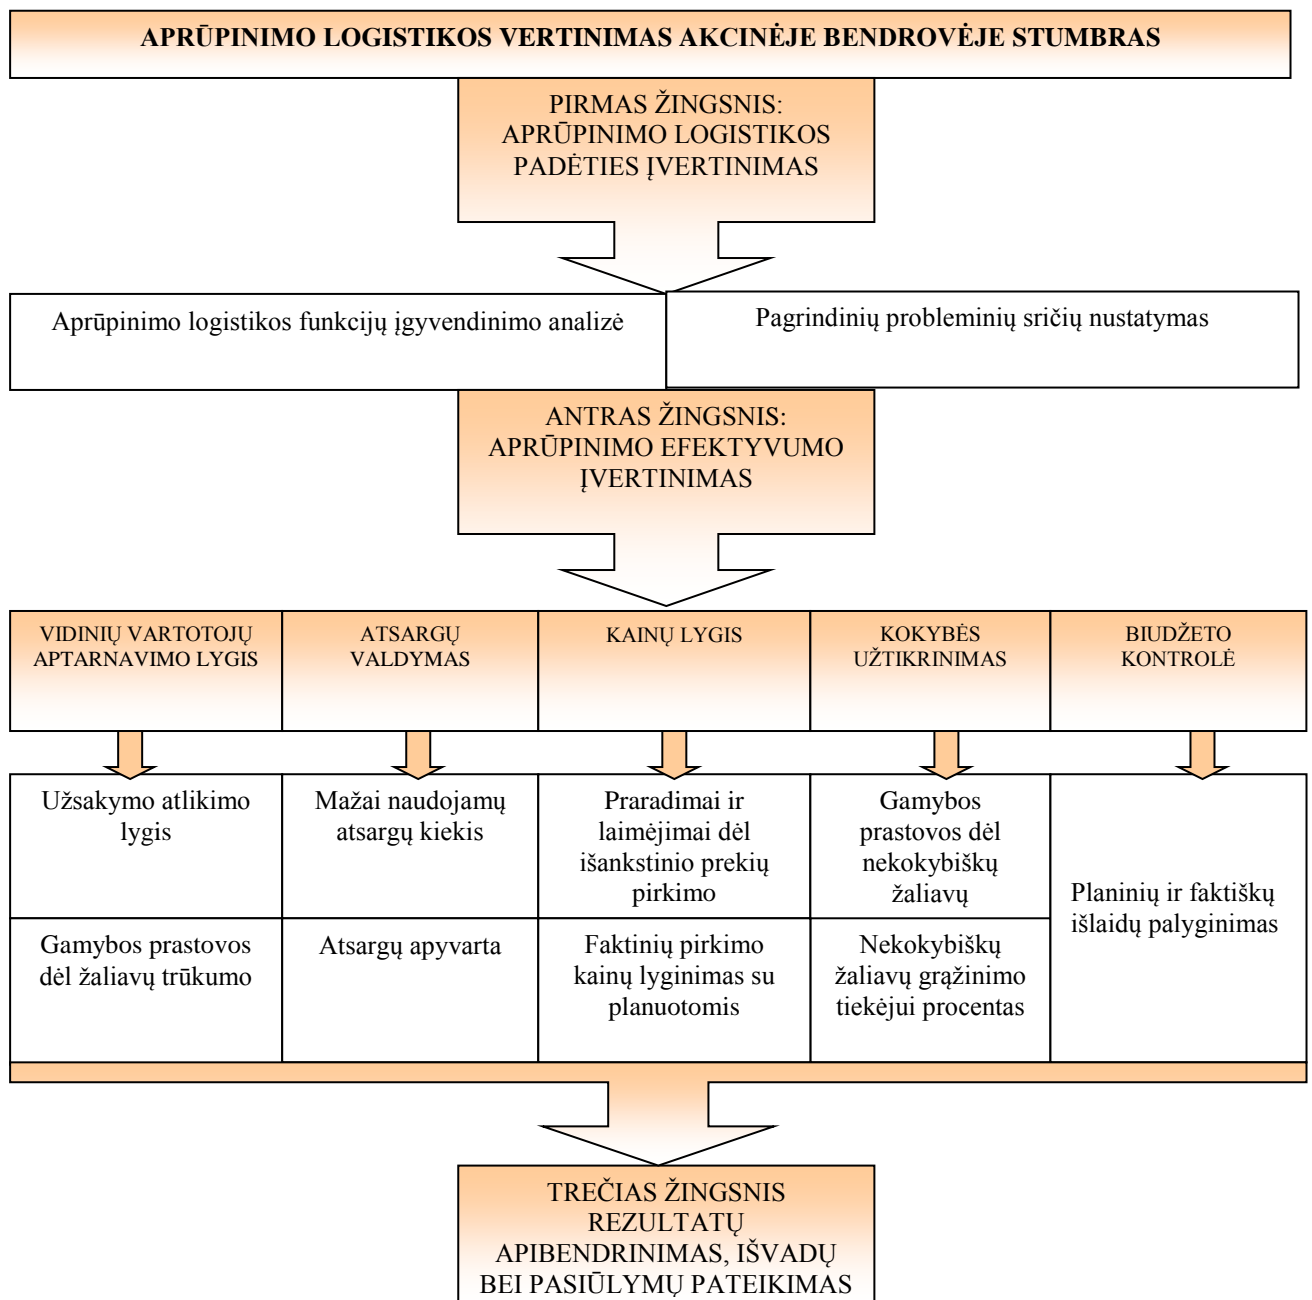 APRŪPINIMO LOGISTIKOS VERTINIMAS AKCINĖJE BENDROVĖJE STUMBRAS
PIRMAS ŽINGSNIS:
APRŪPINIMO LOGISTIKOS
PADĖTIES ĮVERTINIMAS
Aprūpinimo logistikos funkcijų įgyvendinimo analizė
Pagrindinių probleminių sričių nustatymas
ANTRAS ŽINGSNIS:
APRŪPINIMO EFEKTYVUMO
ĮVERTINIMAS
VIDINIŲ VARTOTOJŲ
APTARNAVIMO LYGIS
ATSARGŲ
VALDYMAS
KAINŲ LYGIS
KOKYBĖS
UŽTIKRINIMAS
BIUDŽETO
KONTROLĖ
Užsakymo atlikimo
lygis
Mažai naudojamų
atsargų kiekis
Praradimai ir
laimėjimai dėl
išankstinio prekių
pirkimo
Gamybos
prastovos dėl
nekokybiškų
žaliavų
Planinių ir faktiškų
išlaidų palyginimas
Gamybos prastovos
dėl žaliavų trūkumo
Atsargų apyvarta
Faktinių pirkimo
kainų lyginimas su
planuotomis
Nekokybiškų
žaliavų grąžinimo
tiekėjui procentas
TREČIAS ŽINGSNIS
REZULTATŲ
APIBENDRINIMAS, IŠVADŲ
BEI PASIŪLYMŲ PATEIKIMAS